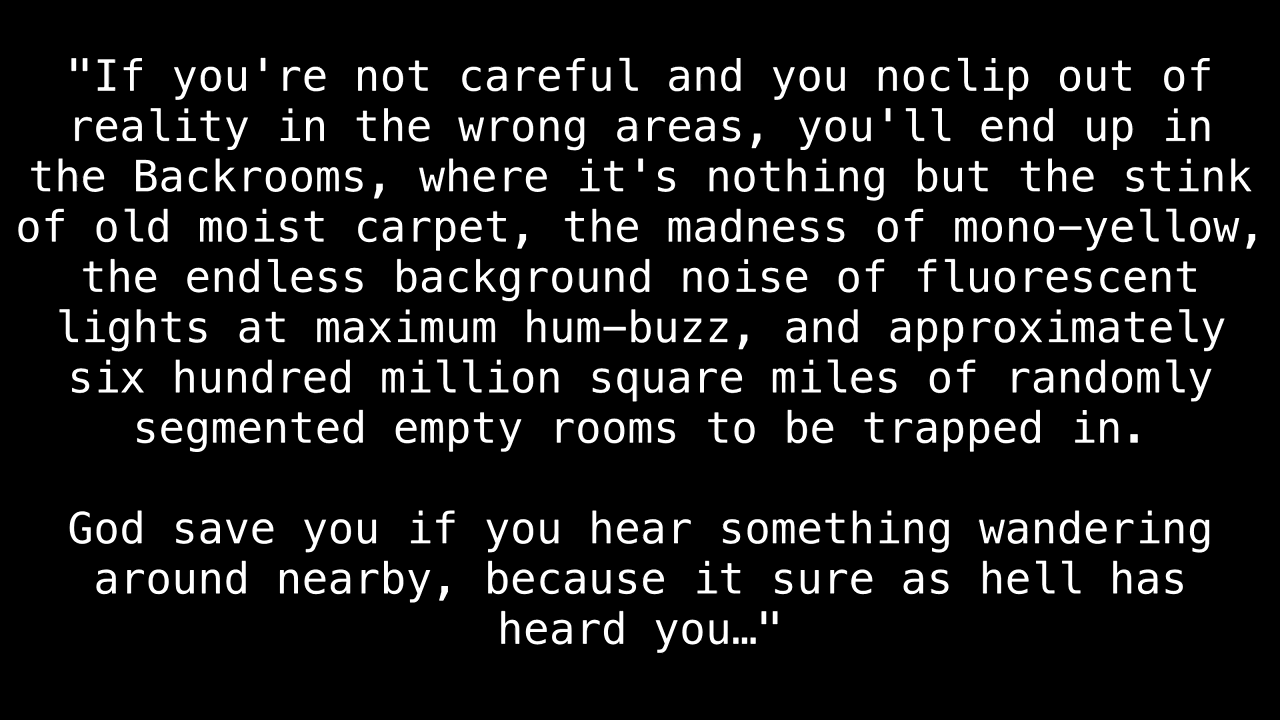 "If you're not careful and you noclip out of
reality in the wrong areas, you'll end up in
the Backrooms, where it's nothing but the stink
of old moist carpet, the madness of mono-yellow,
the endless background noise of fluorescent
lights at maximum hum-buzz, and approximately
six hundred million square miles of randomly
segmented empty rooms to be trapped in.
God save you if you hear something wandering
around nearby, because it sure as hell has
heard you…"